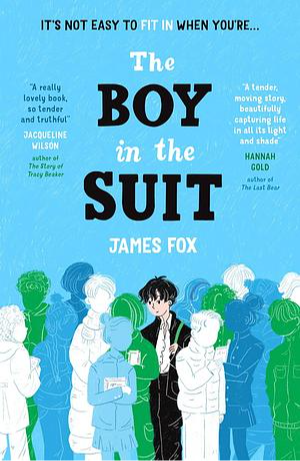 IT'S NOT EASY TO FIT IN WHEN YOU'RE...
The
BOY
in the
SUIT
JAMES FOX
"A really
lovely book,
so tender
and truthful"
JACQUELINE
WILSON
author of
The Story of
Tracy Beaker
"A tender,
moving story,
beautifully
capturing life
in all its light
and shade"
HANNAH
GOLD
author of
The Last Bear